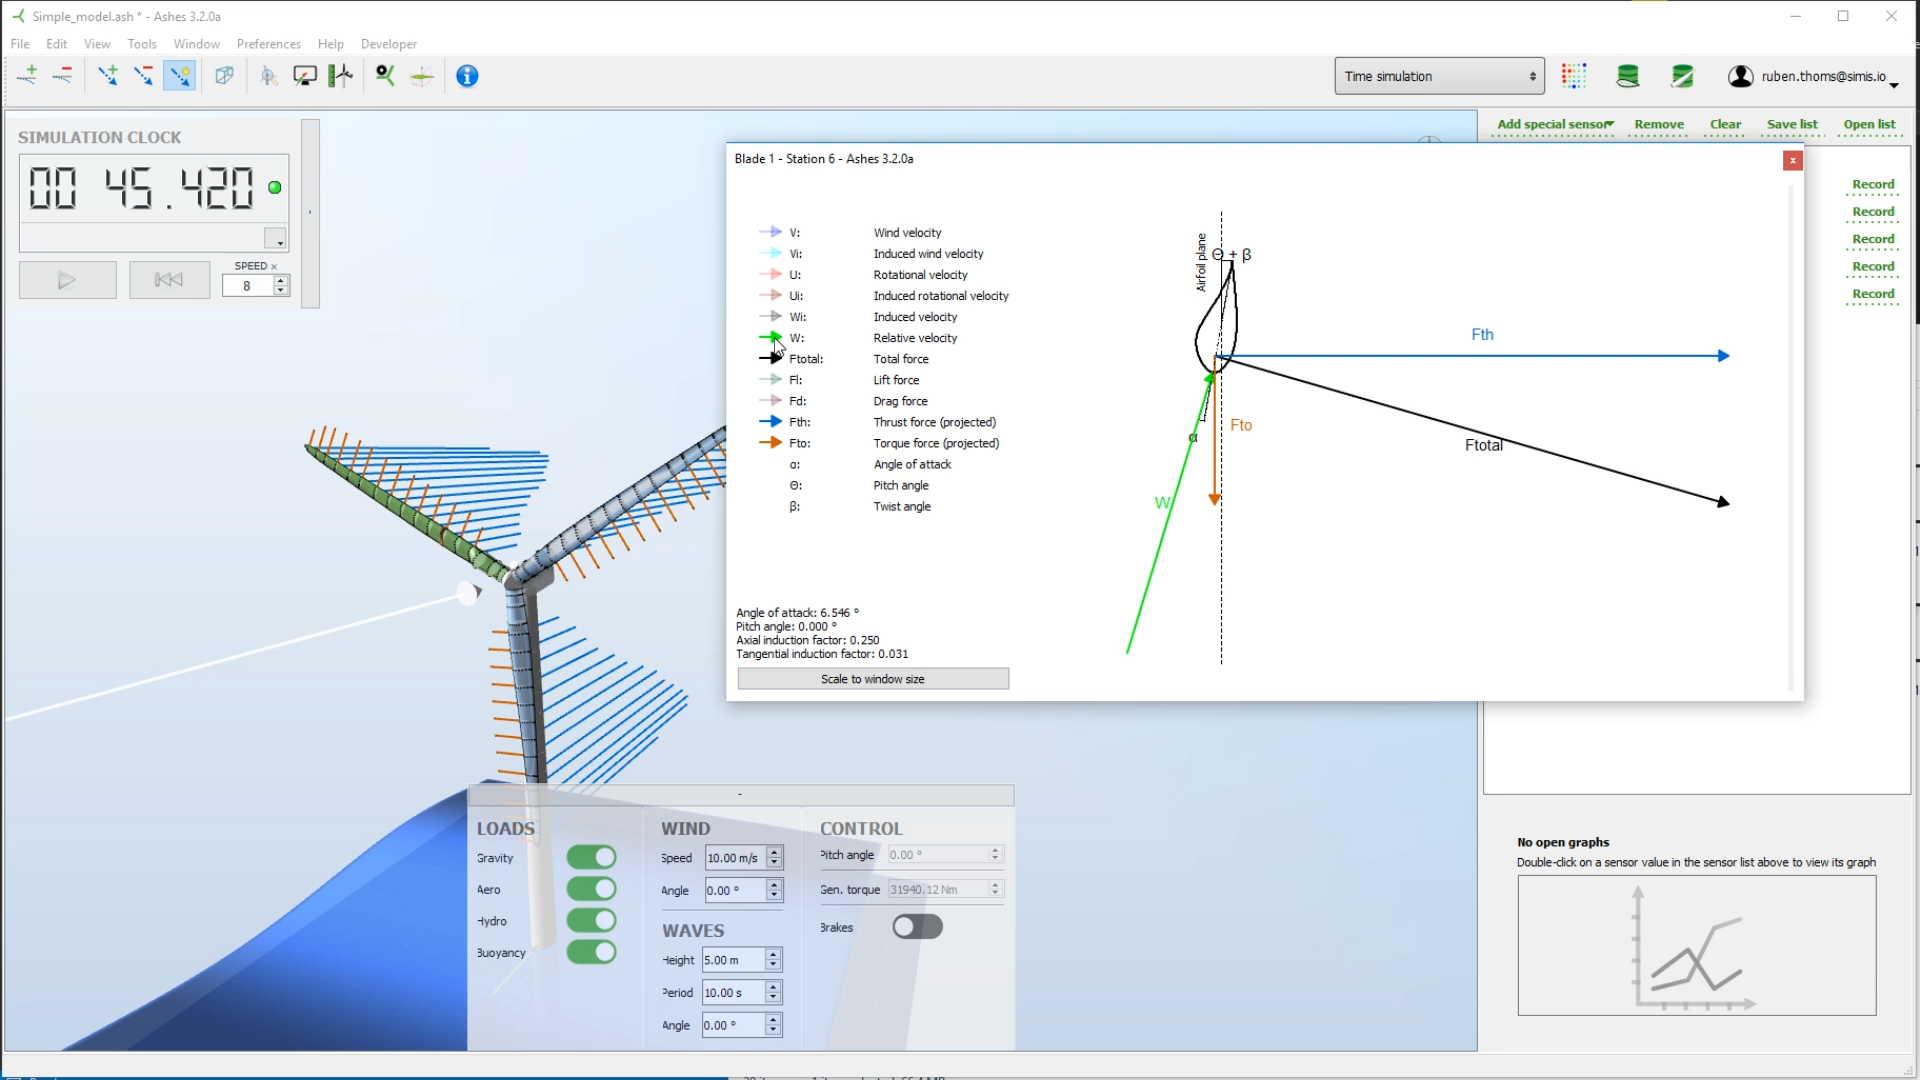 Simple_model.ash * - Ashes 3.2.0a
File Edit View Tools Window Preferences Help Developer
Time simulation
ruben.thoms@simis.io
SIMULATION CLOCK
00 45.420
SPEED ×
8
Add special sensor Remove Clear Save list Open list
Record
Record
Record
Record
Record
Blade 1 - Station 6 - Ashes 3.2.0a
x
V: Wind velocity
Vi: Induced wind velocity
U: Rotational velocity
Ui: Induced rotational velocity
Wi: Induced velocity
W: Relative velocity
Ftotal: Total force
Fl: Lift force
Fd: Drag force
Fth: Thrust force (projected)
Fto: Torque force (projected)
α: Angle of attack
Θ: Pitch angle
β: Twist angle
Airfoil plane
Θ + β
Fth
Fto
α
Ftotal
W
Angle of attack: 6.546 °
Pitch angle: 0.000 °
Axial induction factor: 0.250
Tangential induction factor: 0.031
Scale to window size
-
LOADS
Gravity
Aero
Hydro
Buoyancy
WIND
Speed 10.00 m/s
Angle 0.00 °
WAVES
Height 5.00 m
Period 10.00 s
Angle 0.00 °
CONTROL
Pitch angle 0.00 °
Gen. torque 31940.12 Nm
Brakes
No open graphs
Double-click on a sensor value in the sensor list above to view its graph